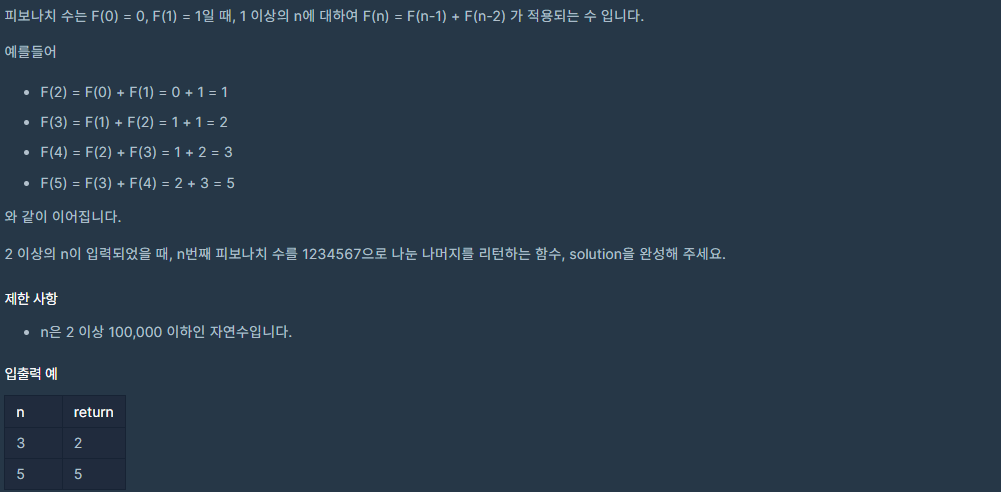 피보나치 수는 F(0) = 0, F(1) = 1일 때, 1 이상의 n에 대하여 F(n) = F(n-1) + F(n-2) 가 적용되는 수 입니다.
예를들어
• F(2) = F(0) + F(1) = 0 + 1 = 1
• F(3) = F(1) + F(2) = 1 + 1 = 2
• F(4) = F(2) + F(3) = 1 + 2 = 3
• F(5) = F(3) + F(4) = 2 + 3 = 5
와 같이 이어집니다.
2 이상의 n이 입력되었을 때, n번째 피보나치 수를 1234567으로 나눈 나머지를 리턴하는 함수, solution을 완성해 주세요.
제한 사항
• n은 2 이상 100,000 이하인 자연수입니다.
입출력 예
n return
3 2
5 5